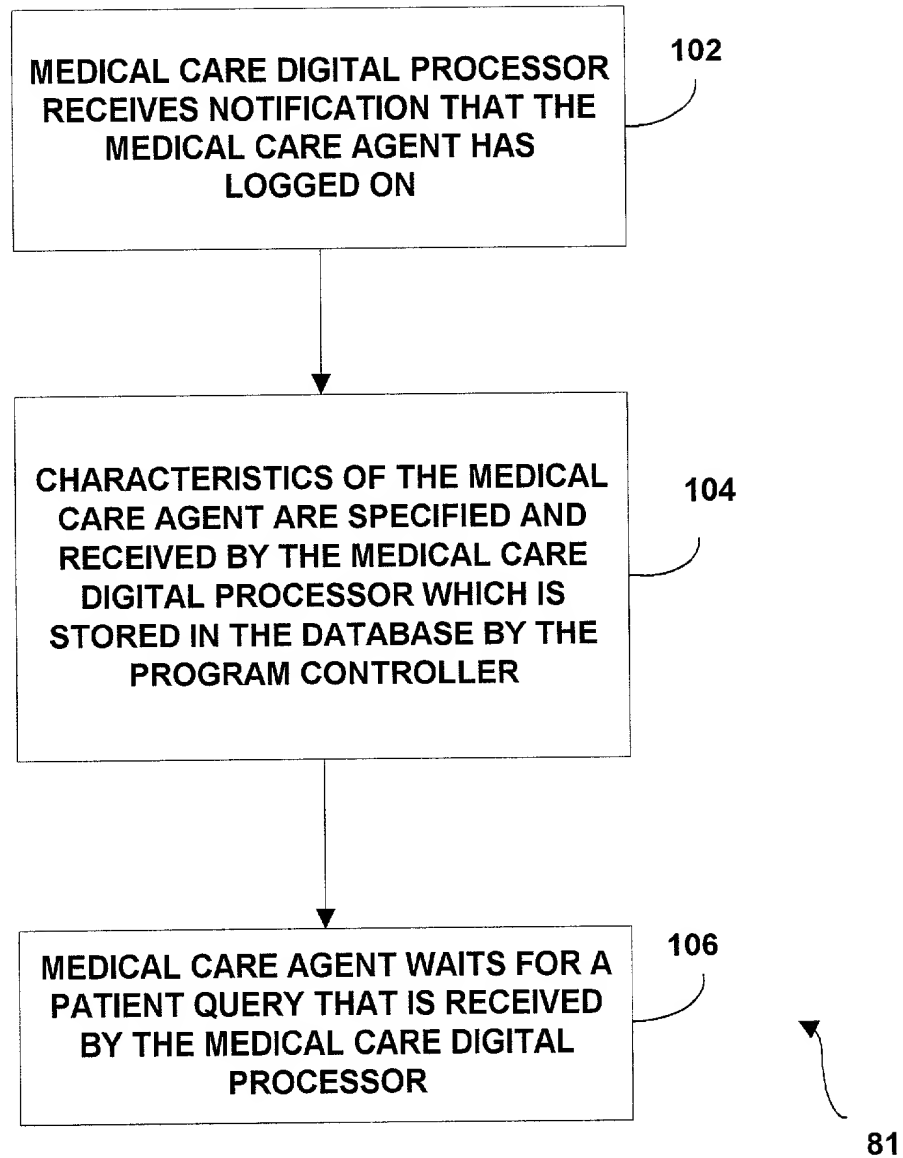 MEDICAL CARE DIGITAL PROCESSOR
RECEIVES NOTIFICATION THAT THE
MEDICAL CARE AGENT HAS
LOGGED ON
102
CHARACTERISTICS OF THE MEDICAL
CARE AGENT ARE SPECIFIED AND
RECEIVED BY THE MEDICAL CARE
DIGITAL PROCESSOR WHICH IS
STORED IN THE DATABASE BY THE
PROGRAM CONTROLLER
104
MEDICAL CARE AGENT WAITS FOR A
PATIENT QUERY THAT IS RECEIVED
BY THE MEDICAL CARE DIGITAL
PROCESSOR
106
81